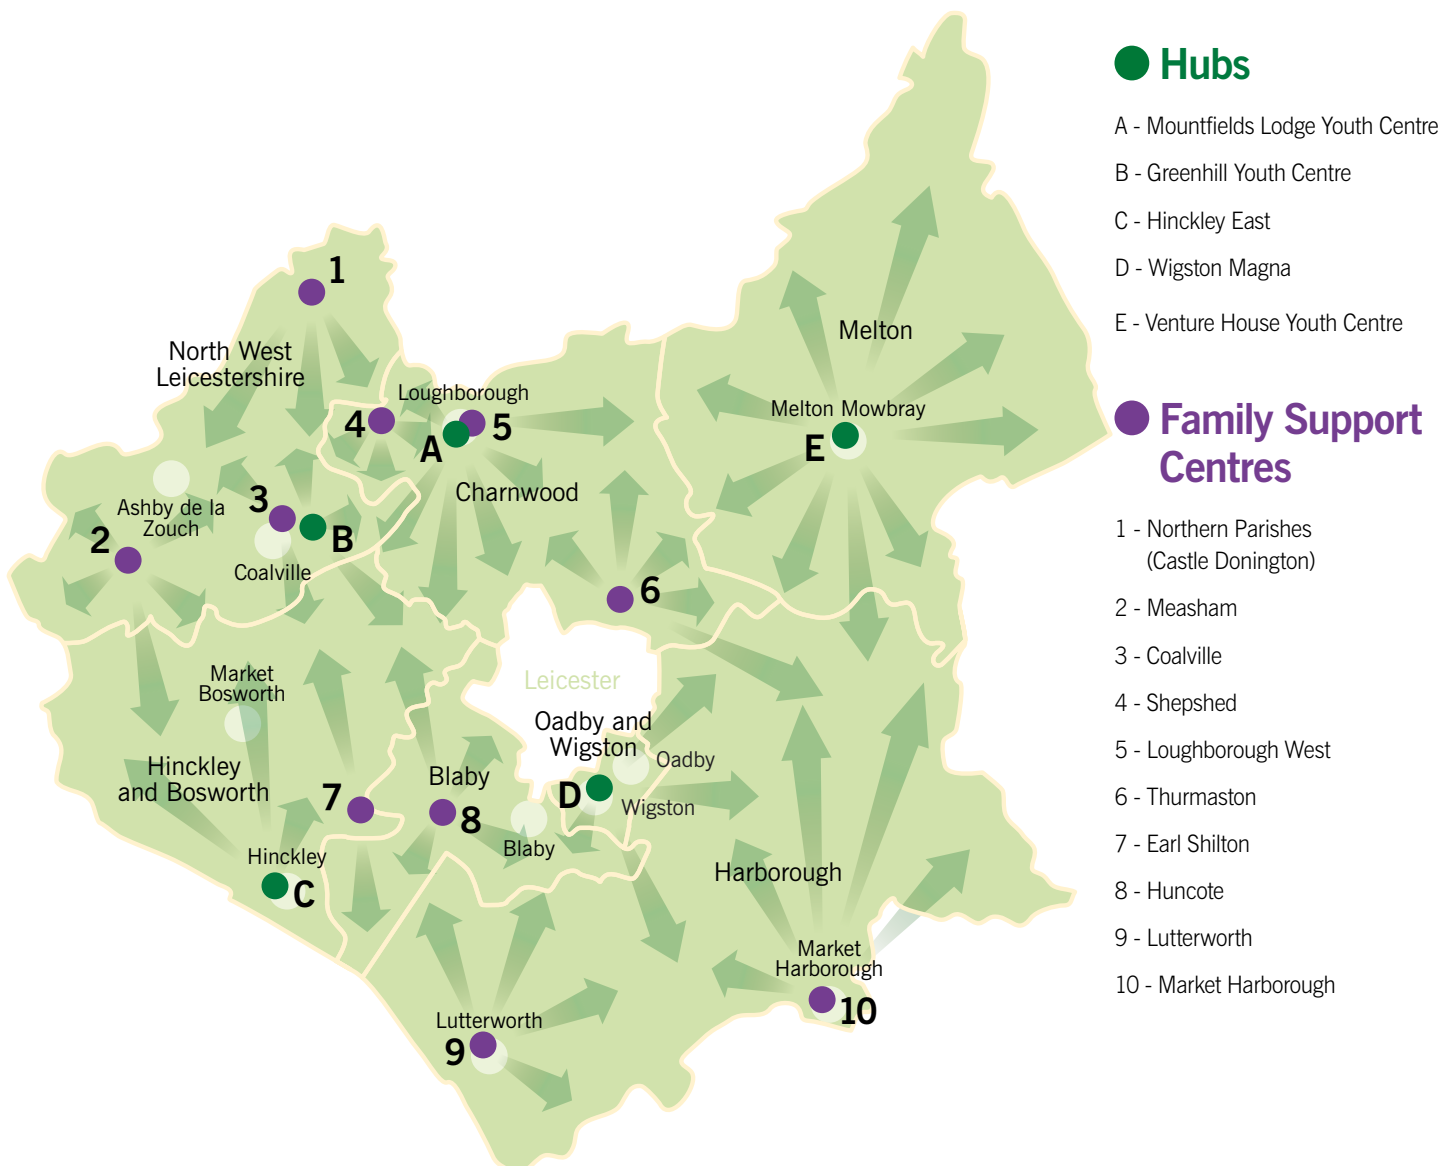 Hubs
A - Mountfields Lodge Youth Centre
B - Greenhill Youth Centre
C - Hinckley East
D - Wigston Magna
E - Venture House Youth Centre
Family Support
Centres
1 - Northern Parishes
(Castle Donington)
2 - Measham
3 - Coalville
4 - Shepshed
5 - Loughborough West
6 - Thurmaston
7 - Earl Shilton
8 - Huncote
9 - Lutterworth
10 - Market Harborough
1
North West
Leicestershire
Melton
Loughborough
4
5
A
Melton Mowbray
E
Charnwood
3
Ashby de la
Zouch
2
B
Coalville
6
Market
Bosworth
Leicester
Oadby and
Wigston
Oadby
Hinckley
and Bosworth
Blaby
7
8
D
Wigston
Blaby
Hinckley
C
Harborough
Market
Harborough
10
Lutterworth
9